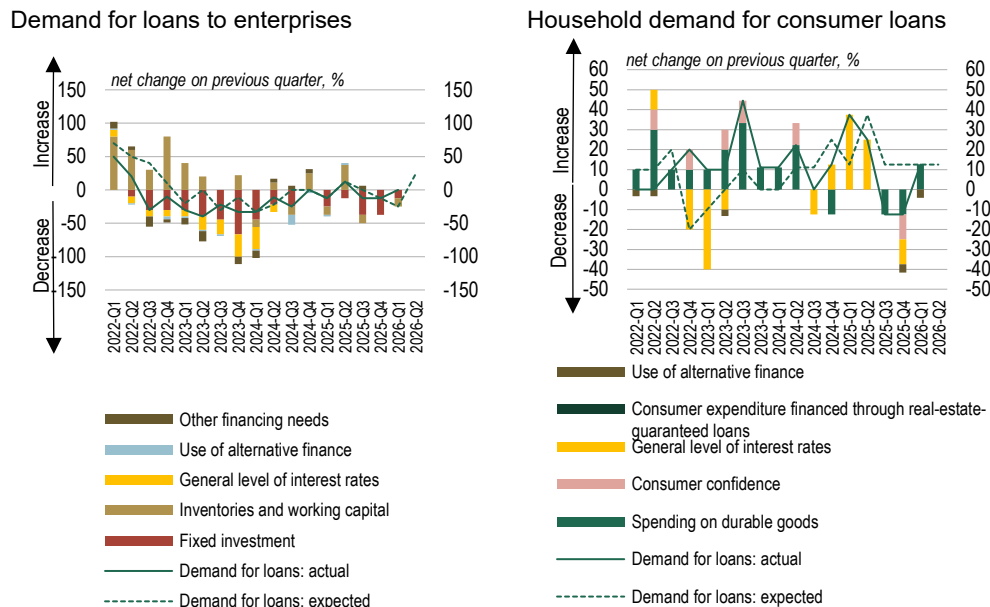 Demand for loans to enterprises
net change on previous quarter, %
Increase
Decrease
150
100
50
0
-50
-100
-150
150
100
50
0
-50
-100
-150
2022-Q1
2022-Q2
2022-Q3
2022-Q4
2023-Q1
2023-Q2
2023-Q3
2023-Q4
2024-Q1
2024-Q2
2024-Q3
2024-Q4
2025-Q1
2025-Q2
2025-Q3
2025-Q4
2026-Q1
2026-Q2
Other financing needs
Use of alternative finance
General level of interest rates
Inventories and working capital
Fixed investment
Demand for loans: actual
Demand for loans: expected
Household demand for consumer loans
net change on previous quarter, %
Increase
Decrease
60
50
40
30
20
10
0
-10
-20
-30
-40
-50
60
50
40
30
20
10
0
-10
-20
-30
-40
-50
2022-Q1
2022-Q2
2022-Q3
2022-Q4
2023-Q1
2023-Q2
2023-Q3
2023-Q4
2024-Q1
2024-Q2
2024-Q3
2024-Q4
2025-Q1
2025-Q2
2025-Q3
2025-Q4
2026-Q1
2026-Q2
Use of alternative finance
Consumer expenditure financed through real-estate-
guaranteed loans
General level of interest rates
Consumer confidence
Spending on durable goods
Demand for loans: actual
Demand for loans: expected